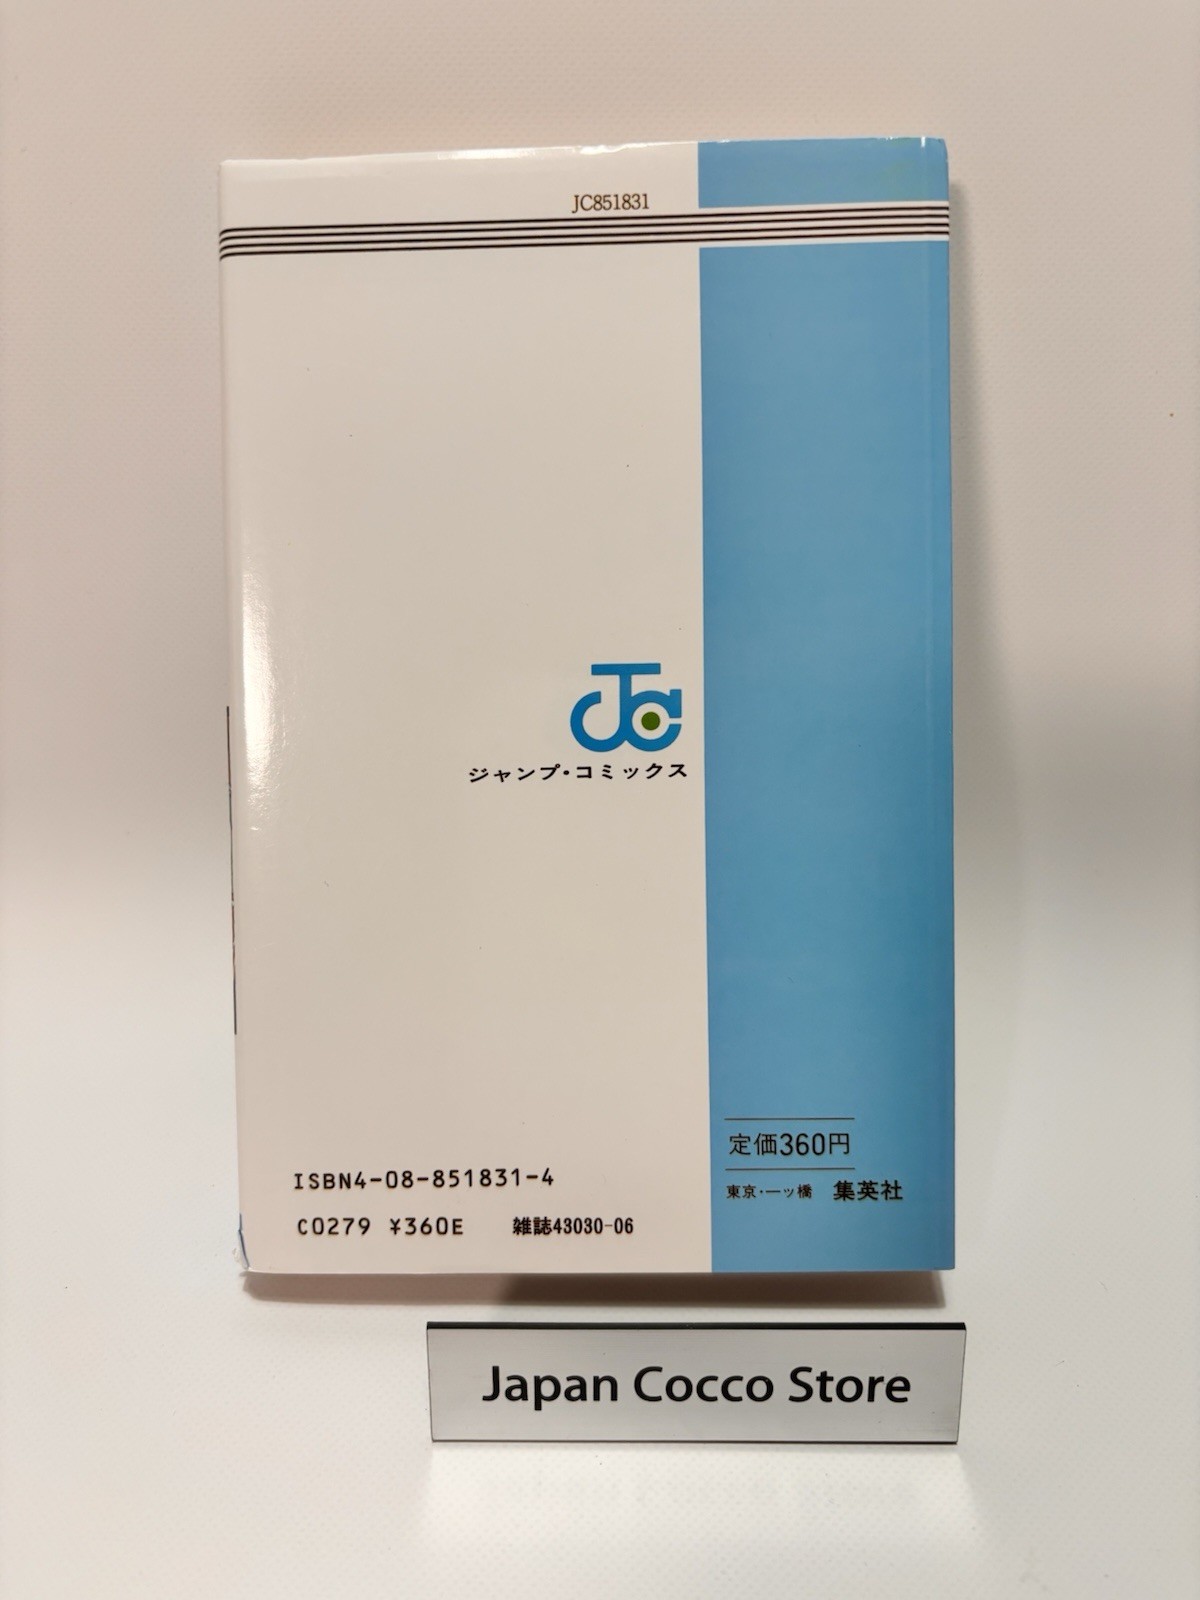 JC851831
JC
ジャンプ・コミックス
定価360円
東京・一ツ橋 集英社
ISBN4-08-851831-4
C0279 ¥360E 雑誌43030-06
Japan Cocco Store